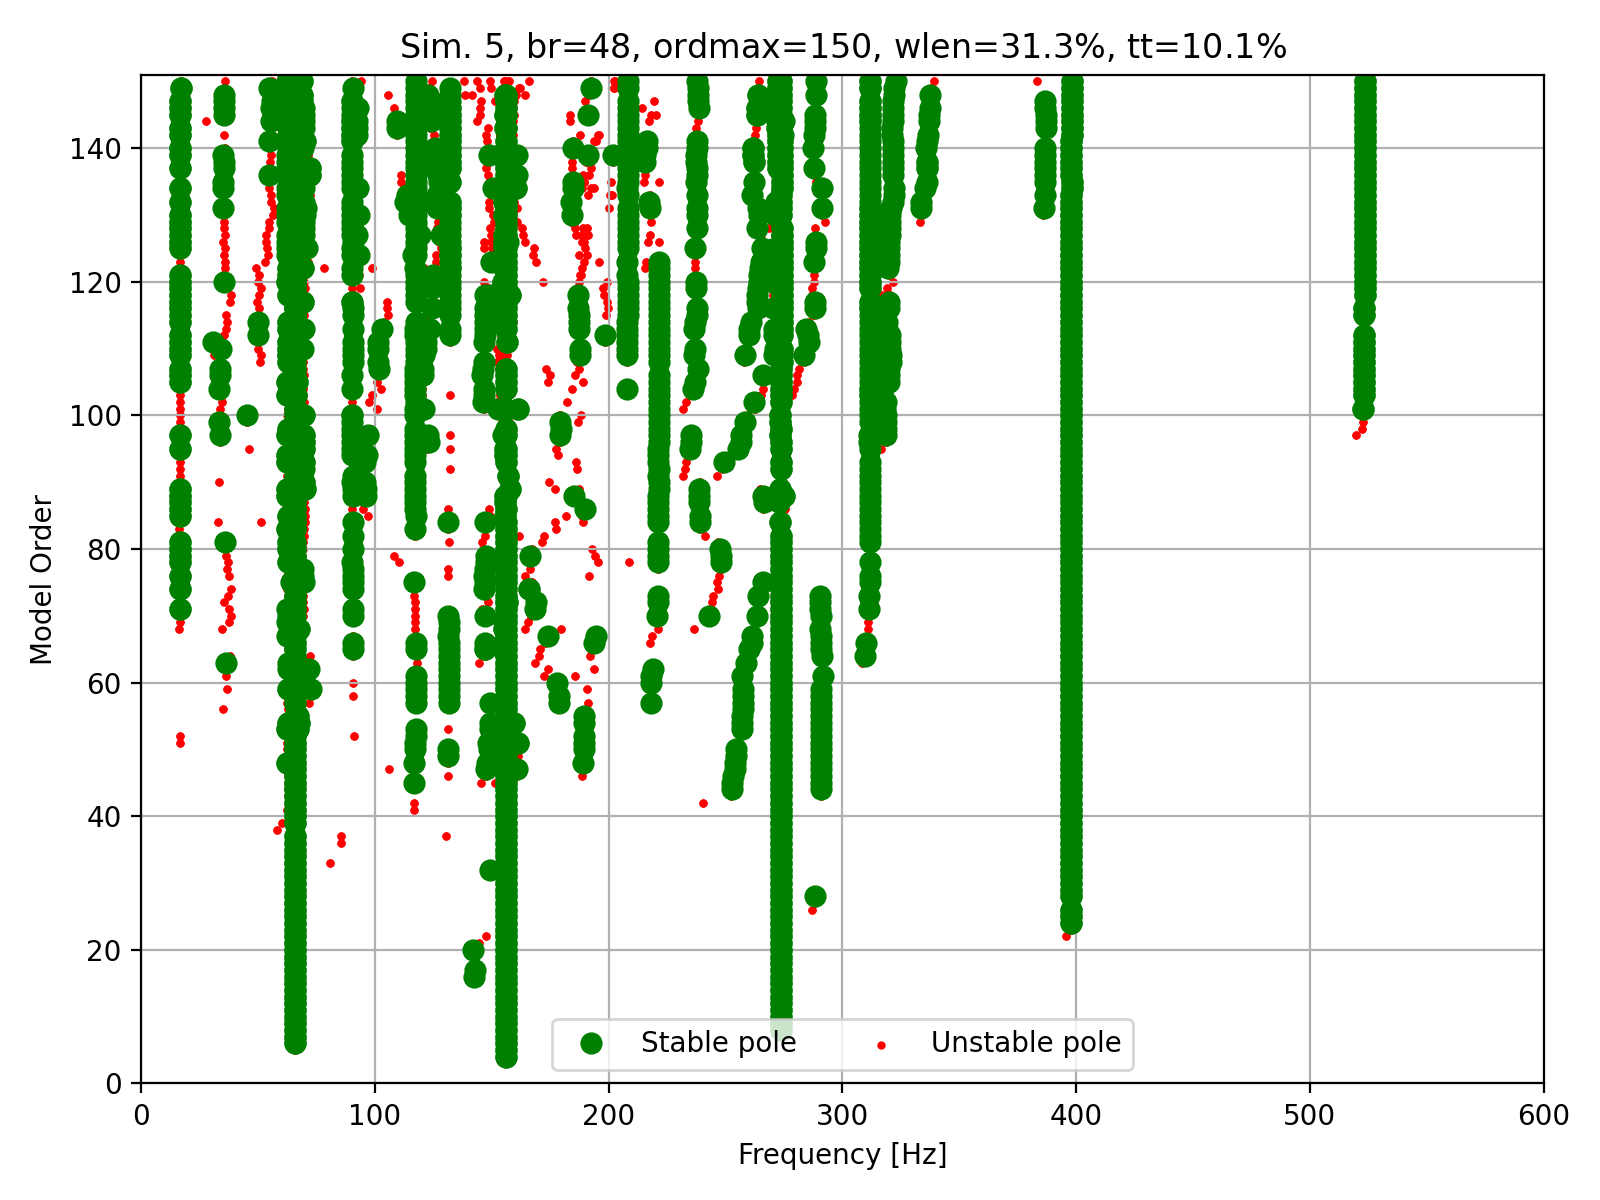 Sim. 5, br=48, ordmax=150, wlen=31.3%, tt=10.1%
Model Order
140
120
100
80
60
40
20
0
Stable pole Unstable pole
0 100 200 300 400 500 600
Frequency [Hz]